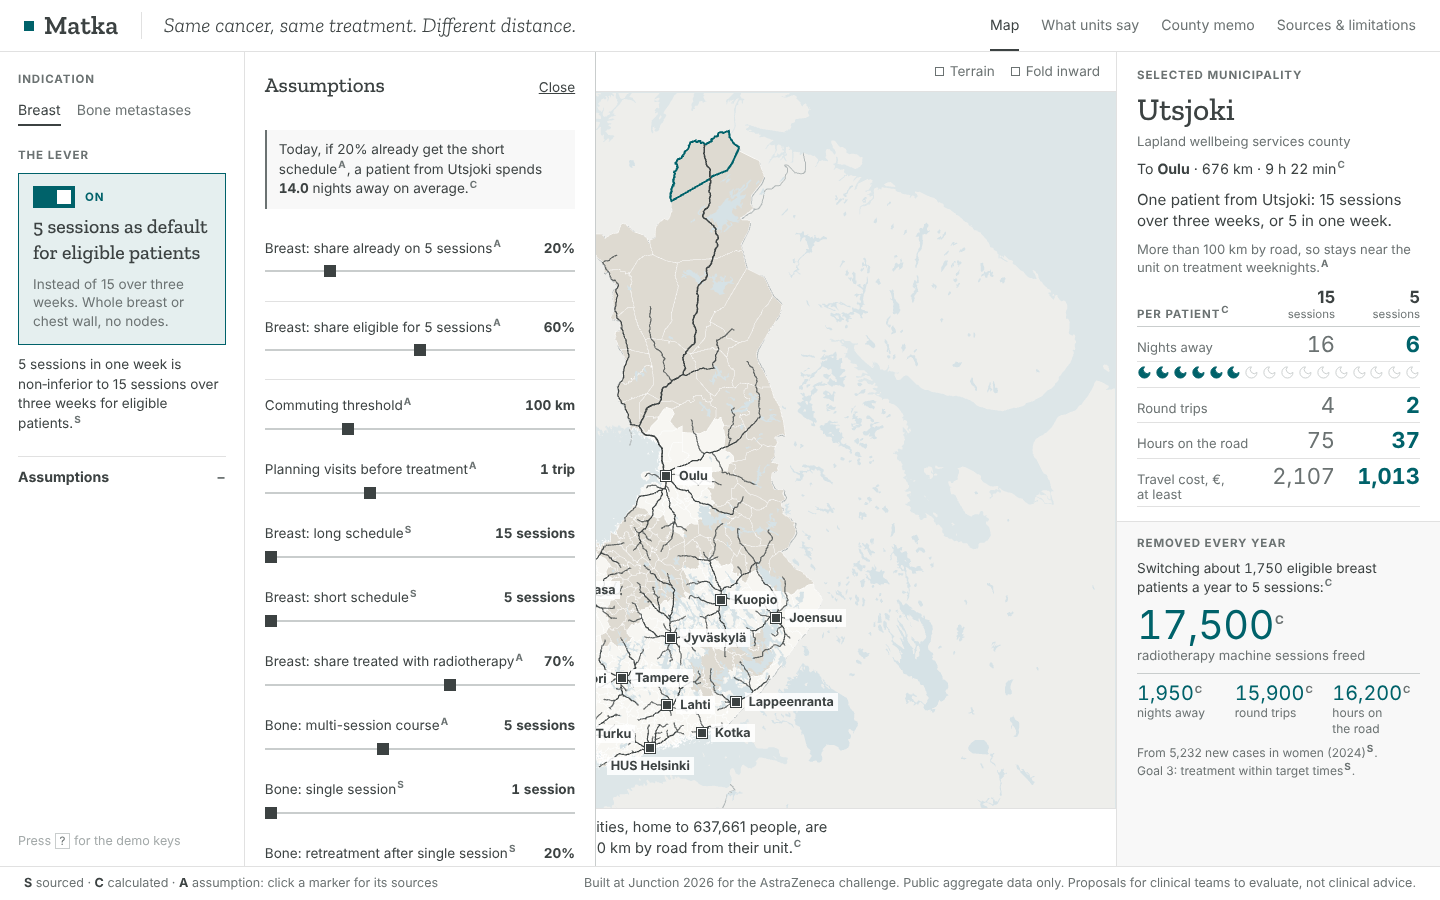 Matka
Same cancer, same treatment. Different distance.
Map
What units say
County memo
Sources & limitations
INDICATION
Breast
Bone metastases
THE LEVER
ON
5 sessions as default
for eligible patients
Instead of 15 over three
weeks. Whole breast or
chest wall, no nodes.
5 sessions in one week is
non-inferior to 15 sessions over
three weeks for eligible
patients.S
Assumptions –
Press ? for the demo keys
Assumptions
Close
Today, if 20% already get the short
scheduleA, a patient from Utsjoki spends
14.0 nights away on average.C
Breast: share already on 5 sessionsA 20%
Breast: share eligible for 5 sessionsA 60%
Commuting thresholdA 100 km
Planning visits before treatmentA 1 trip
Breast: long scheduleS 15 sessions
Breast: short scheduleS 5 sessions
Breast: share treated with radiotherapyA 70%
Bone: multi-session courseA 5 sessions
Bone: single sessionS 1 session
Bone: retreatment after single sessionS 20%
Terrain
Fold inward
Oulu
asa
Kuopio
Joensuu
Jyväskylä
ori
Tampere
Lahti
Lappeenranta
Turku
Kotka
HUS Helsinki
ities, home to 637,661 people, are
0 km by road from their unit.C
SELECTED MUNICIPALITY
Utsjoki
Lapland wellbeing services county
To Oulu · 676 km · 9 h 22 minC
One patient from Utsjoki: 15 sessions
over three weeks, or 5 in one week.
More than 100 km by road, so stays near the
unit on treatment weeknights.A
PER PATIENTC 15 sessions 5 sessions
Nights away 16 6
Round trips 4 2
Hours on the road 75 37
Travel cost, €, at least 2,107 1,013
REMOVED EVERY YEAR
Switching about 1,750 eligible breast
patients a year to 5 sessions:C
17,500C
radiotherapy machine sessions freed
1,950C 15,900C 16,200C
nights away round trips hours on
the road
From 5,232 new cases in women (2024)S.
Goal 3: treatment within target timesS.
S sourced · C calculated · A assumption: click a marker for its sources
Built at Junction 2026 for the AstraZeneca challenge. Public aggregate data only. Proposals for clinical teams to evaluate, not clinical advice.